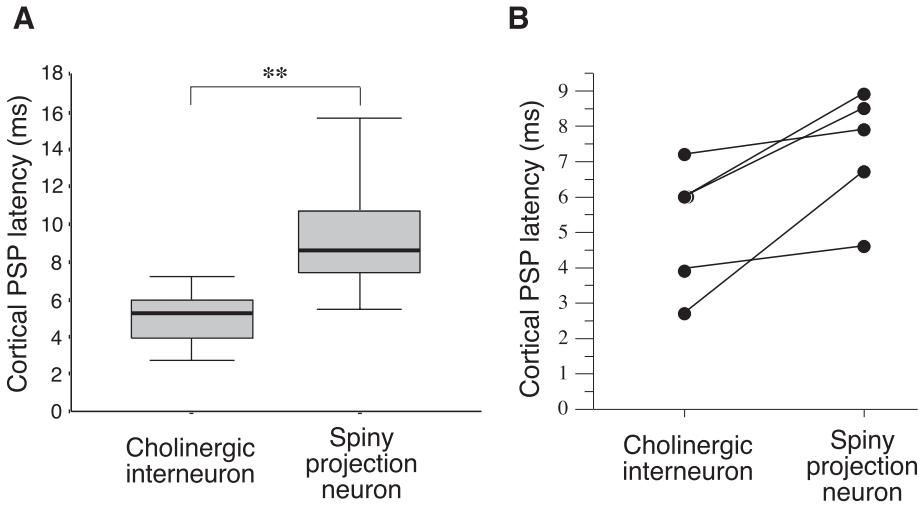 A
Cortical PSP latency (ms)
18
16
14
12
10
8
6
4
2
0
**
Cholinergic
interneuron
Spiny
projection
neuron
B
Cortical PSP latency (ms)
9
8
7
6
5
4
3
2
1
0
Cholinergic
interneuron
Spiny
projection
neuron